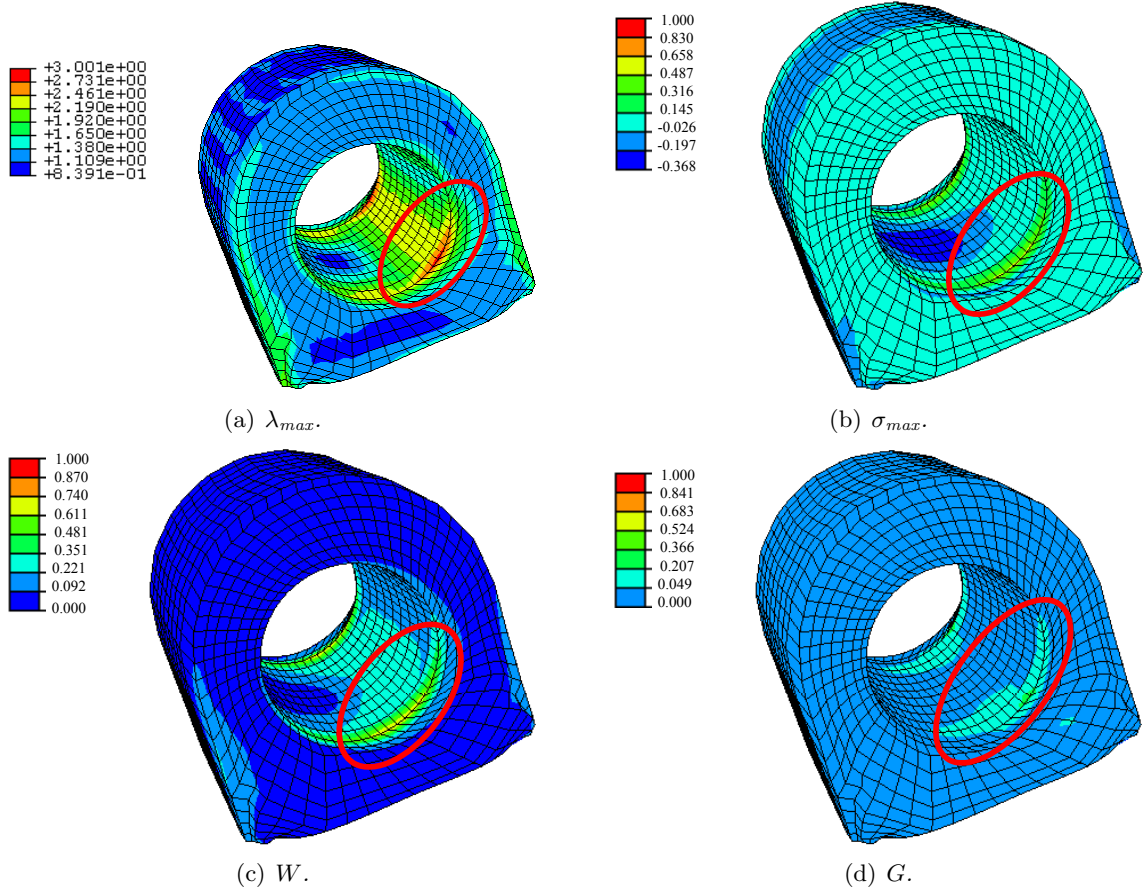 +3.001e+00
+2.731e+00
+2.461e+00
+2.190e+00
+1.920e+00
+1.650e+00
+1.380e+00
+1.109e+00
+8.391e-01
(a) λmax.
1.000
0.830
0.658
0.487
0.316
0.145
-0.026
-0.197
-0.368
(b) σmax.
1.000
0.870
0.740
0.611
0.481
0.351
0.221
0.092
0.000
(c) W.
1.000
0.841
0.683
0.524
0.366
0.207
0.049
0.000
(d) G.